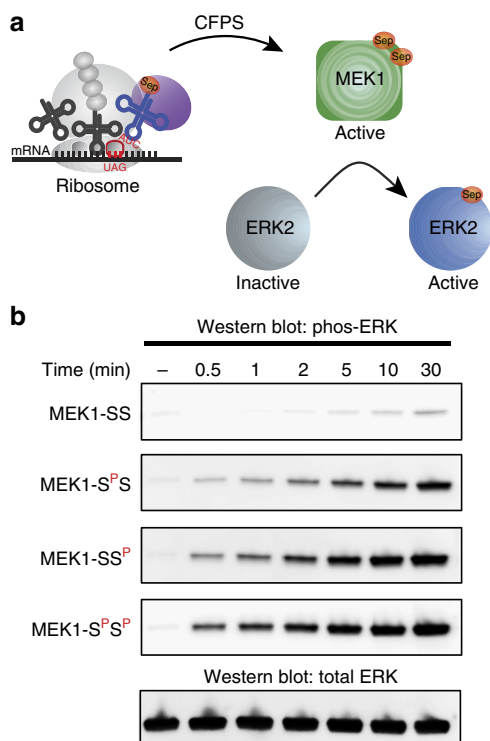 a
CFPS
Sep
Sep
Sep
MEK1
Active
mRNA
AUC
UAG
Ribosome
Sep
ERK2
ERK2
Inactive
Active
b
Western blot: phos-ERK
Time (min) – 0.5 1 2 5 10 30
MEK1-SS
MEK1-SᴾS
MEK1-SSᴾ
MEK1-SᴾSᴾ
Western blot: total ERK